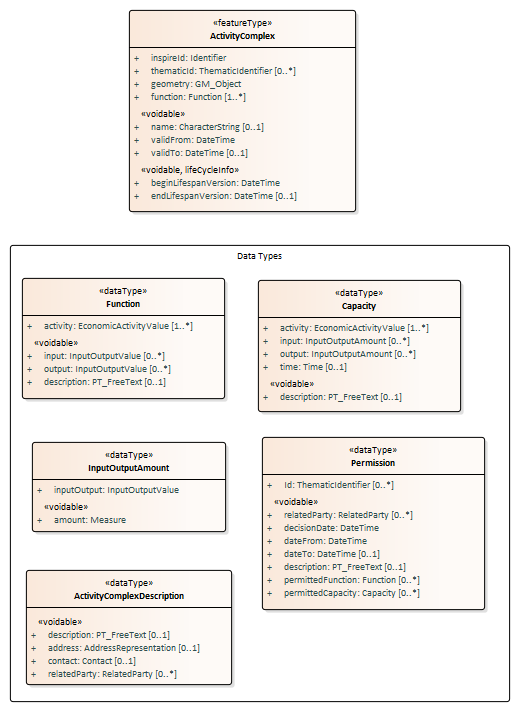 «featureType»
ActivityComplex
+ inspireId: Identifier
+ thematicId: ThematicIdentifier [0..*]
+ geometry: GM_Object
+ function: Function [1..*]
«voidable»
+ name: CharacterString [0..1]
+ validFrom: DateTime
+ validTo: DateTime [0..1]
«voidable, lifeCycleInfo»
+ beginLifespanVersion: DateTime
+ endLifespanVersion: DateTime [0..1]
Data Types
«dataType»
Function
+ activity: EconomicActivityValue [1..*]
«voidable»
+ input: InputOutputValue [0..*]
+ output: InputOutputValue [0..*]
+ description: PT_FreeText [0..1]
«dataType»
Capacity
+ activity: EconomicActivityValue [1..*]
+ input: InputOutputAmount [0..*]
+ output: InputOutputAmount [0..*]
+ time: Time [0..1]
«voidable»
+ description: PT_FreeText [0..1]
«dataType»
InputOutputAmount
+ inputOutput: InputOutputValue
«voidable»
+ amount: Measure
«dataType»
Permission
+ Id: ThematicIdentifier [0..*]
«voidable»
+ relatedParty: RelatedParty [0..*]
+ decisionDate: DateTime
+ dateFrom: DateTime
+ dateTo: DateTime [0..1]
+ description: PT_FreeText [0..1]
+ permittedFunction: Function [0..*]
+ permittedCapacity: Capacity [0..*]
«dataType»
ActivityComplexDescription
«voidable»
+ description: PT_FreeText [0..1]
+ address: AddressRepresentation [0..1]
+ contact: Contact [0..1]
+ relatedParty: RelatedParty [0..*]